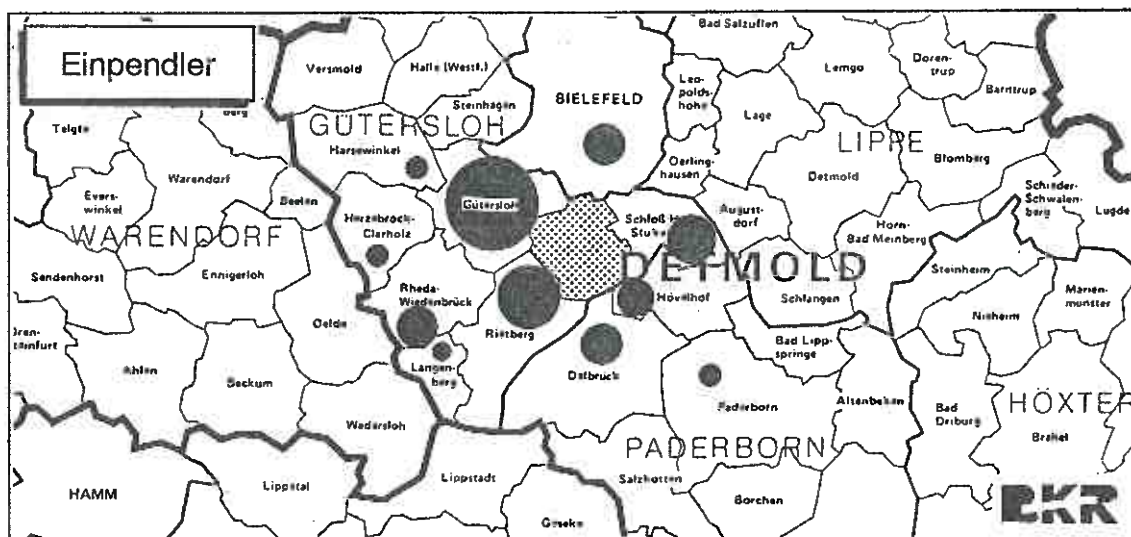 Einpendler
Bad Salzuflen
Versmold
Halle (Westf.)
Lemgo
Dören-
trup
Steinhagen
BIELEFELD
Leo-
polds-
höhe
Barntrup
Telgte
berg
GÜTERSLOH
Lage
LIPPE
Harsewinkel
Oerling-
hausen
Blomberg
Warendorf
Detmold
Evers-
winkel
Beelen
Gütersloh
Schieder-
Schwalen-
berg
Herzebrock-
Clarholz
Schloß H
Stuke
August-
dorf
Lugde
WARENDORF
Horn-
Bad Meinberg
Sendenhorst
Ennigerloh
DETMOLD
Steinheim
Rheda-
Wiedenbrück
Hövelhof
Schlangen
Marien-
munster
Oelde
Rietberg
Nieheim
Bad Lipp-
springe
Ahlen
Beckum
Langen-
berg
Delbrück
Paderborn
Altenbeken
Bad
Driburg
HÖXTER
Wadersloh
PADERBORN
Brakel
HAMM
Lippetal
Lippstadt
Salzkotten
Borchen
Geseke
BKR